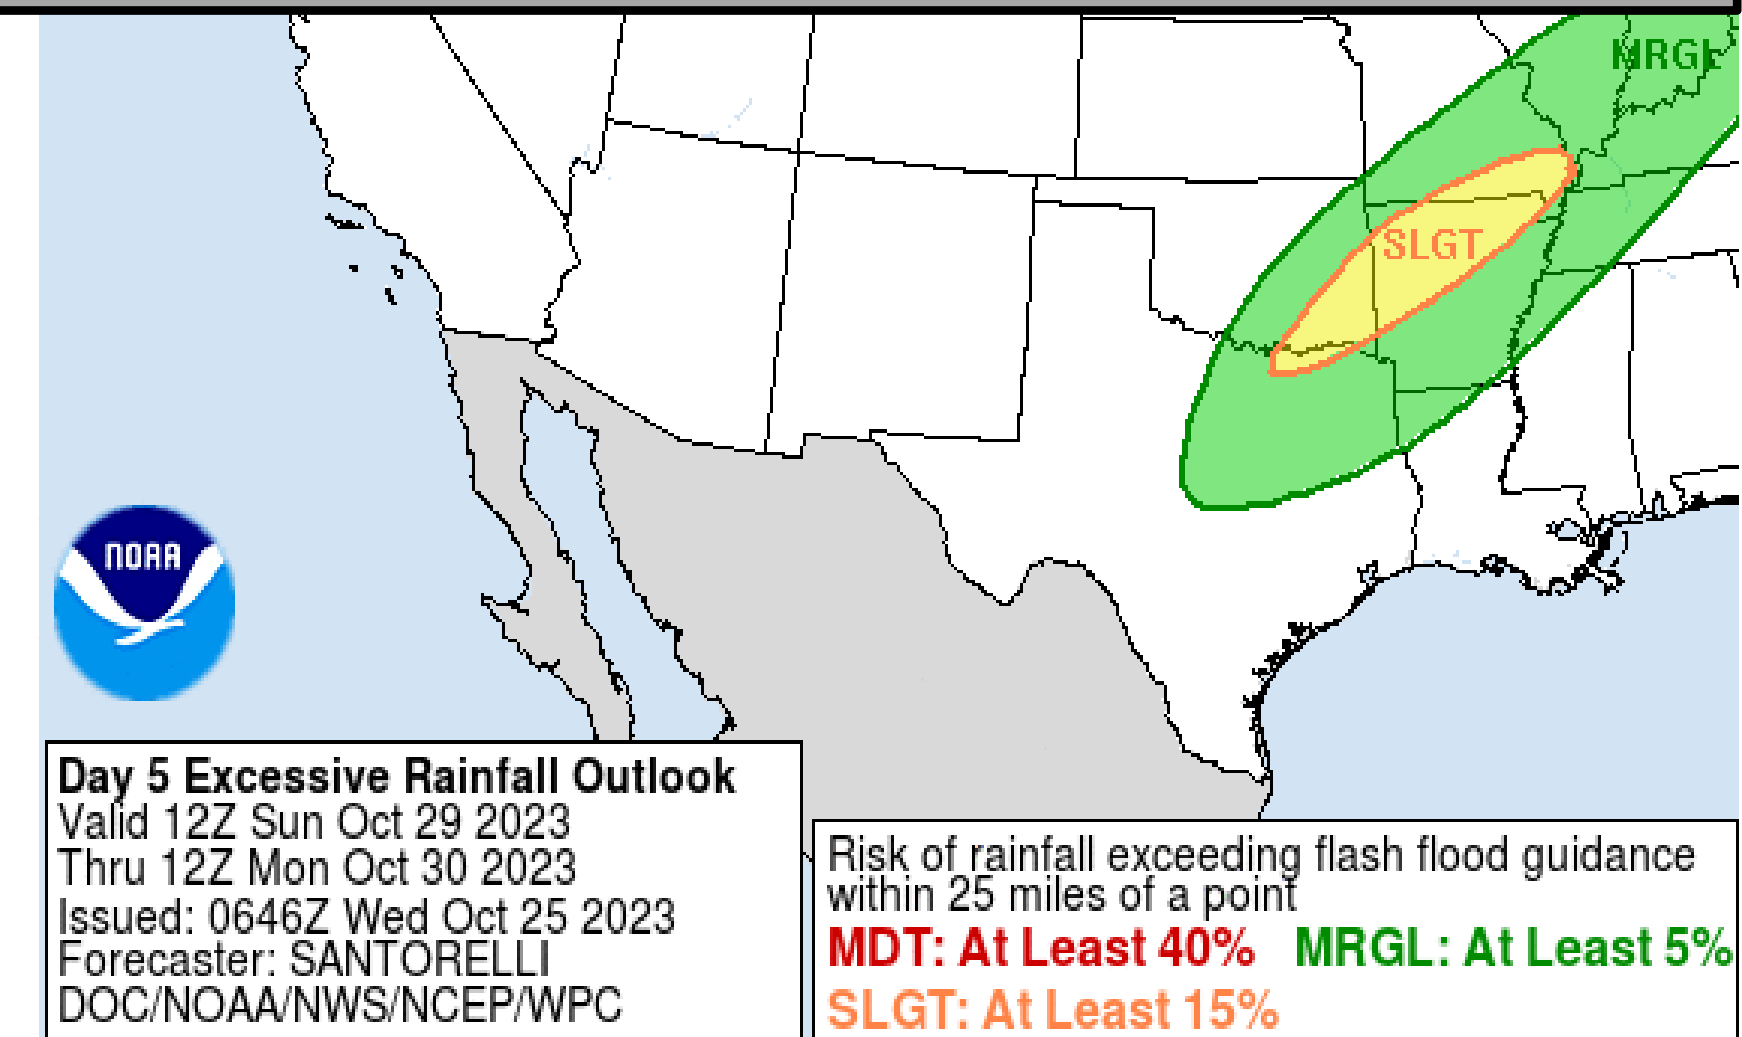 MRGL
SLGT
NOAA
Day 5 Excessive Rainfall Outlook
Valid 12Z Sun Oct 29 2023
Thru 12Z Mon Oct 30 2023
Issued: 0646Z Wed Oct 25 2023
Forecaster: SANTORELLI
DOC/NOAA/NWS/NCEP/WPC
Risk of rainfall exceeding flash flood guidance
within 25 miles of a point
MDT: At Least 40% MRGL: At Least 5%
SLGT: At Least 15%